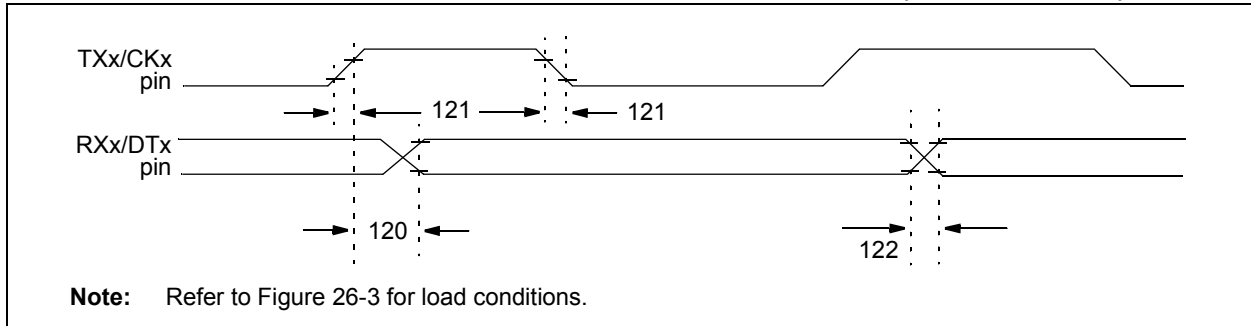 TXx/CKx
pin
121
121
RXx/DTx
pin
120
122
Note: Refer to Figure 26-3 for load conditions.